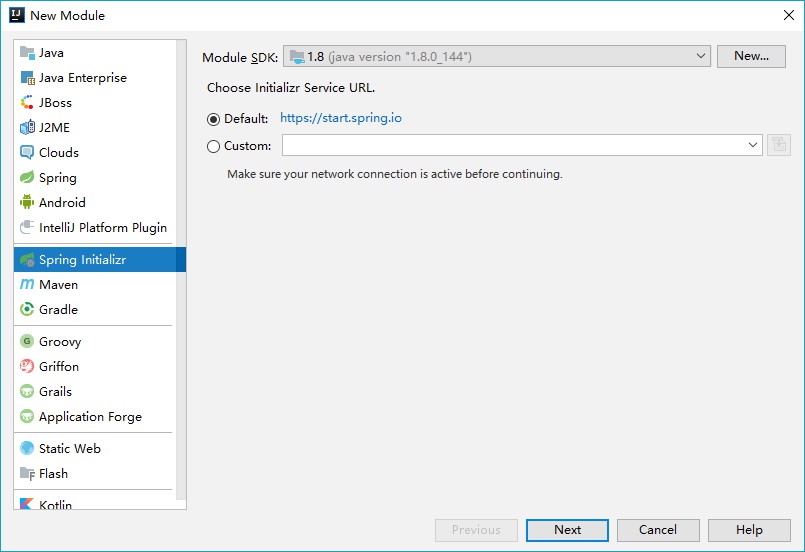 IJ New Module
Java
Java Enterprise
JBoss
J2ME
Clouds
Spring
Android
IntelliJ Platform Plugin
Spring Initializr
Maven
Gradle
Groovy
Griffon
Grails
Application Forge
Static Web
Flash
Kotlin
Module SDK: 1.8 (java version "1.8.0_144") New...
Choose Initializr Service URL.
Default: https://start.spring.io
Custom:
Make sure your network connection is active before continuing.
Previous Next Cancel Help